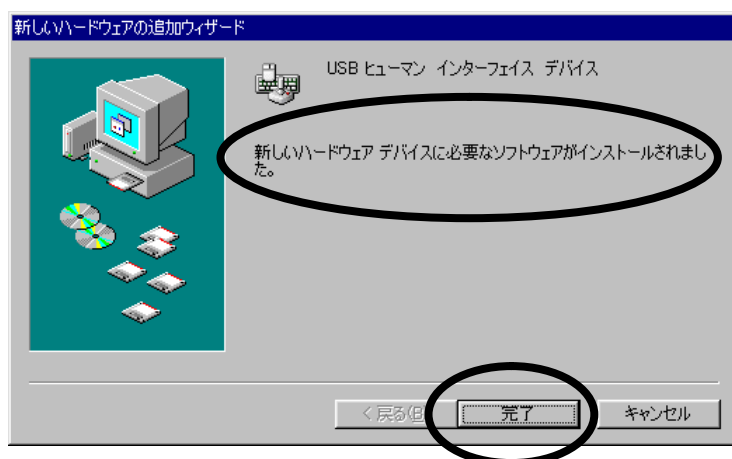 新しいハードウェアの追加ウィザード
USB ヒューマン インターフェイス デバイス
新しいハードウェア デバイスに必要なソフトウェアがインストールされまし
た。
< 戻る(B 完了 キャンセル